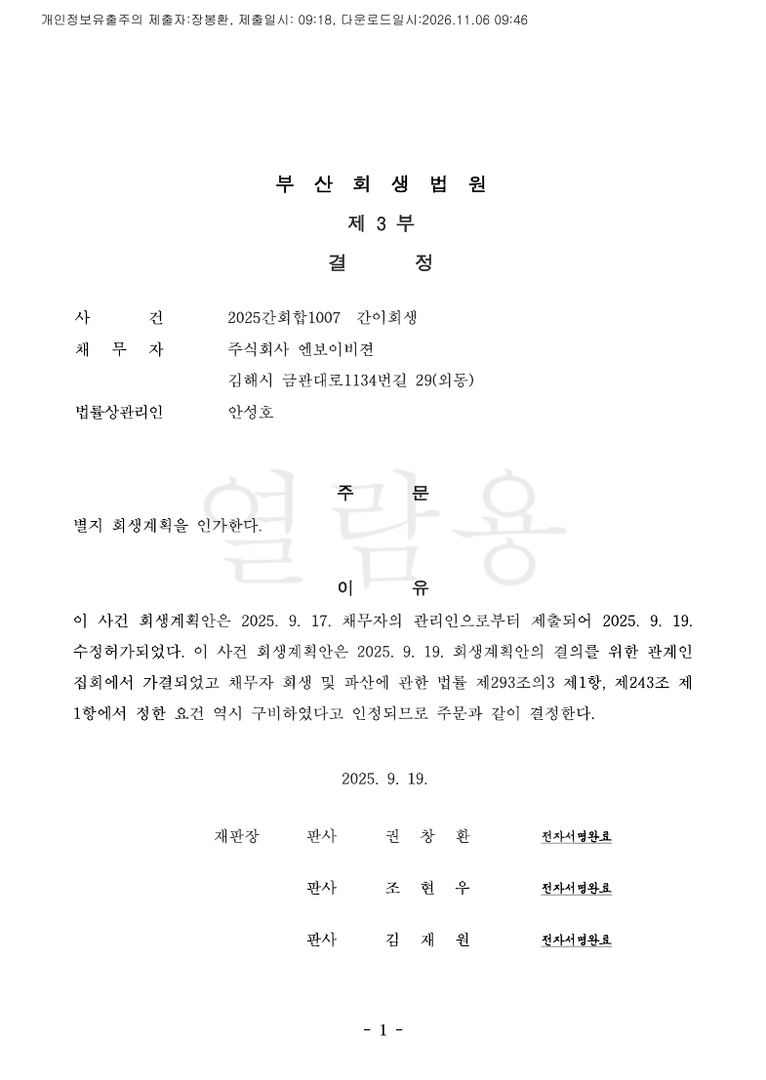 개인정보유출주의 제출자:장봉환, 제출일시: 09:18, 다운로드일시:2026.11.06 09:46
부 산 회 생 법 원
제 3 부
결 정
사 건 2025간회합1007 간이회생
채 무 자 주식회사 엔보이비젼
김해시 금관대로1134번길 29(외동)
법률상관리인 안성호
열람용
주 문
별지 회생계획을 인가한다.
이 유
이 사건 회생계획안은 2025. 9. 17. 채무자의 관리인으로부터 제출되어 2025. 9. 19.
수정허가되었다. 이 사건 회생계획안은 2025. 9. 19. 회생계획안의 결의를 위한 관계인
집회에서 가결되었고 채무자 회생 및 파산에 관한 법률 제293조의3 제1항, 제243조 제
1항에서 정한 요건 역시 구비하였다고 인정되므로 주문과 같이 결정한다.
2025. 9. 19.
재판장 판사 권 창 환 전자서명완료
판사 조 현 우 전자서명완료
판사 김 재 원 전자서명완료
- 1 -